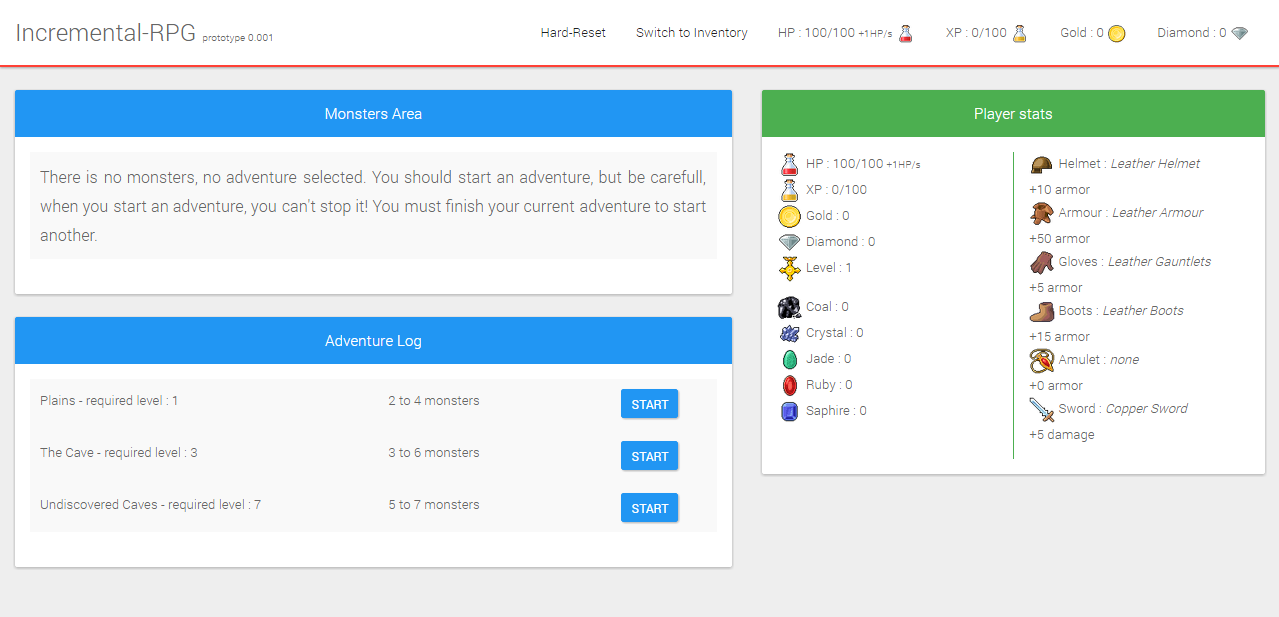 Incremental-RPG prototype 0.001
Hard-Reset
Switch to Inventory
HP : 100/100 +1HP/s
XP : 0/100
Gold : 0
Diamond : 0
Monsters Area
There is no monsters, no adventure selected. You should start an adventure, but be carefull,
when you start an adventure, you can't stop it! You must finish your current adventure to start
another.
Adventure Log
Plains - required level : 1 2 to 4 monsters START
The Cave - required level : 3 3 to 6 monsters START
Undiscovered Caves - required level : 7 5 to 7 monsters START
Player stats
HP : 100/100 +1HP/s
XP : 0/100
Gold : 0
Diamond : 0
Level : 1
Coal : 0
Crystal : 0
Jade : 0
Ruby : 0
Saphire : 0
Helmet : Leather Helmet
+10 armor
Armour : Leather Armour
+50 armor
Gloves : Leather Gauntlets
+5 armor
Boots : Leather Boots
+15 armor
Amulet : none
+0 armor
Sword : Copper Sword
+5 damage